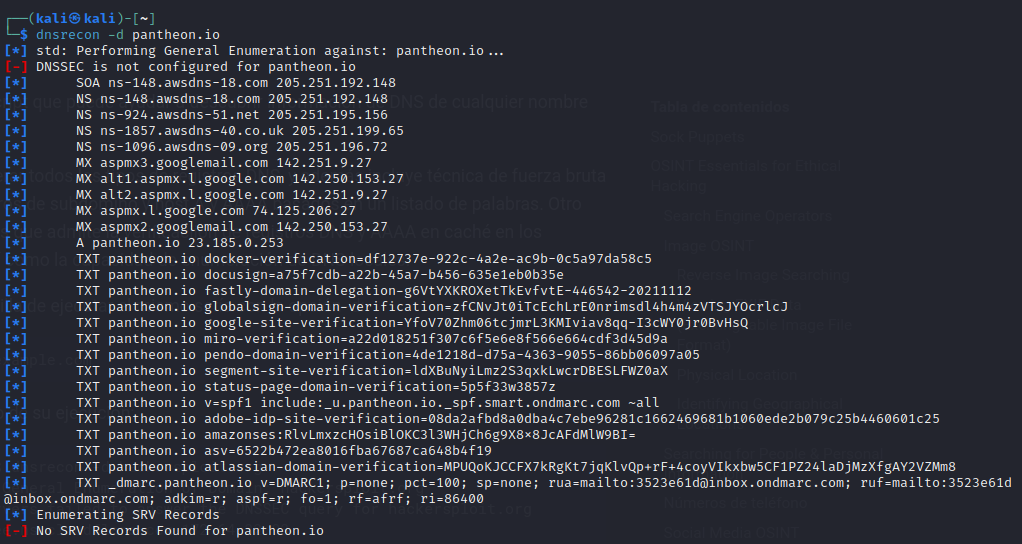 ┌──(kali㉿kali)-[~]
└─$ dnsrecon -d pantheon.io
[*] std: Performing General Enumeration against: pantheon.io...
[-] DNSSEC is not configured for pantheon.io
[*] SOA ns-148.awsdns-18.com 205.251.192.148
[*] NS ns-148.awsdns-18.com 205.251.192.148
[*] NS ns-924.awsdns-51.net 205.251.195.156
[*] NS ns-1857.awsdns-40.co.uk 205.251.199.65
[*] NS ns-1096.awsdns-09.org 205.251.196.72
[*] MX aspmx3.googlemail.com 142.251.9.27
[*] MX alt1.aspmx.l.google.com 142.250.153.27
[*] MX alt2.aspmx.l.google.com 142.251.9.27
[*] MX aspmx.l.google.com 74.125.206.27
[*] MX aspmx2.googlemail.com 142.250.153.27
[*] A pantheon.io 23.185.0.253
[*] TXT pantheon.io docker-verification=df12737e-922c-4a2e-ac9b-0c5a97da58c5
[*] TXT pantheon.io docusign=a75f7cdb-a22b-45a7-b456-635e1eb0b35e
[*] TXT pantheon.io fastly-domain-delegation-g6VtYXKROXetTkEvfvtE-446542-20211112
[*] TXT pantheon.io globalsign-domain-verification=zfCNvJt0iTcEchLrE0nrimsdl4h4m4zVTSJYOcrlcJ
[*] TXT pantheon.io google-site-verification=YfoV70Zhm06tcjmrL3KMIviav8qq-I3cWY0jr0BvHsQ
[*] TXT pantheon.io miro-verification=a22d018251f307c6f5e6e8f566e664cdf3d45d9a
[*] TXT pantheon.io pendo-domain-verification=4de1218d-d75a-4363-9055-86bb06097a05
[*] TXT pantheon.io segment-site-verification=ldXBuNyiLmz2S3qxkLwcrDBESLFWZ0aX
[*] TXT pantheon.io status-page-domain-verification=5p5f33w3857z
[*] TXT pantheon.io v=spf1 include:_u.pantheon.io._spf.smart.ondmarc.com ~all
[*] TXT pantheon.io adobe-idp-site-verification=08da2afbd8a0dba4c7ebe96281c1662469681b1060ede2b079c25b4460601c25
[*] TXT pantheon.io amazonses:RlvLmxzcHOsiBlOKC3l3WHjCh6g9X8×8JcAFdMlW9BI=
[*] TXT pantheon.io asv=6522b472ea8016fba67687ca648b4f19
[*] TXT pantheon.io atlassian-domain-verification=MPUQoKJCCFX7kRgKt7jqKlvQp+rF+4coyVIkxbw5CF1PZ24laDjMzXfgAY2VZMm8
[*] TXT _dmarc.pantheon.io v=DMARC1; p=none; pct=100; sp=none; rua=mailto:3523e61d@inbox.ondmarc.com; ruf=mailto:3523e61d
@inbox.ondmarc.com; adkim=r; aspf=r; fo=1; rf=afrf; ri=86400
[*] Enumerating SRV Records
[-] No SRV Records Found for pantheon.io